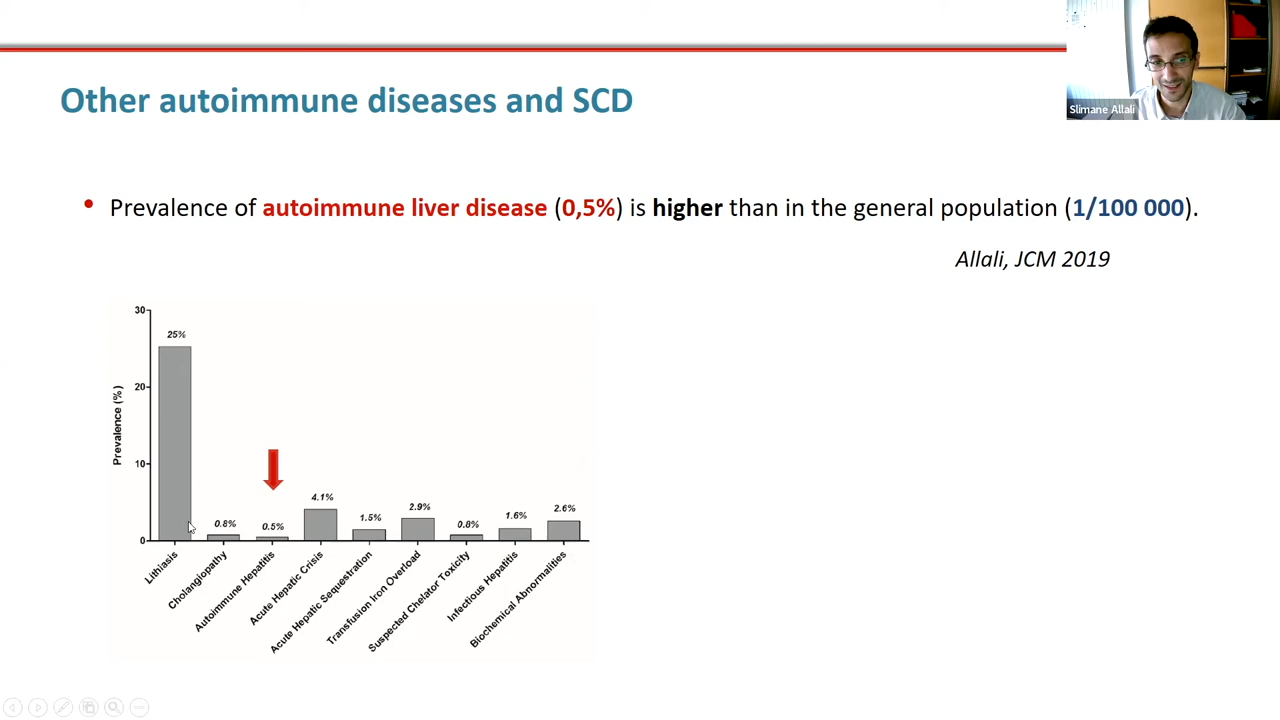 Slimane Allali
Other autoimmune diseases and SCD
• Prevalence of autoimmune liver disease (0,5%) is higher than in the general population (1/100 000).
Allali, JCM 2019
Prevalence (%)
30
20
10
0
25%
0.8%
0.5%
4.1%
1.5%
2.9%
0.8%
1.6%
2.6%
Lithiasis
Cholangiopathy
Autoimmune Hepatitis
Acute Hepatic Crisis
Acute Hepatic Sequestration
Transfusion Iron Overload
Suspected Chelator Toxicity
Infectious Hepatitis
Biochemical Abnormalities